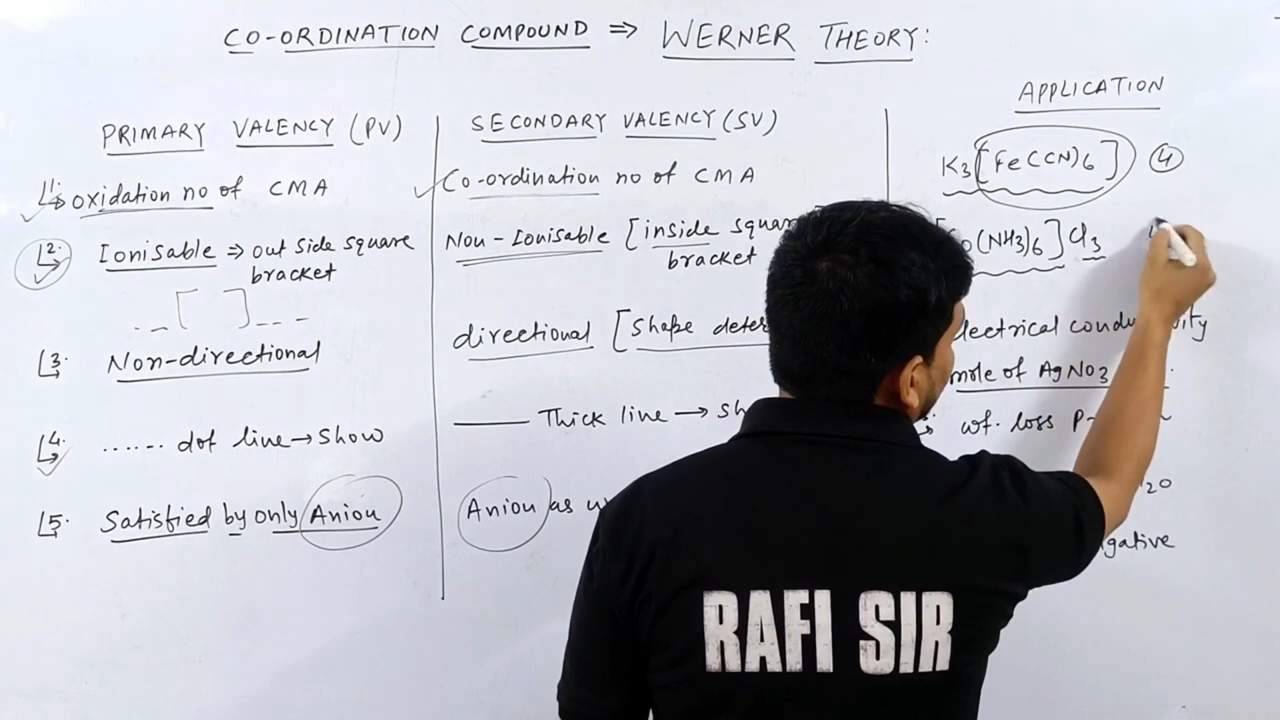 CO-ORDINATION COMPOUND ⇒ WERNER THEORY:
PRIMARY VALENCY (PV)
1. oxidation no of CMA
2. Ionisable ⇒ out side square
bracket
[ ]
3. Non-directional
4. ...... dot line → show
5. Satisfied by only Anion
SECONDARY VALENCY (SV)
Co-ordination no of CMA
Non-Ionisable [inside square
bracket
directional [shape
Thick line →
Anion as
APPLICATION
K3[Fe(CN)6] 4
(NH3)6]Cl3
mole of AgNO3
wt. loss
RAFI SIR